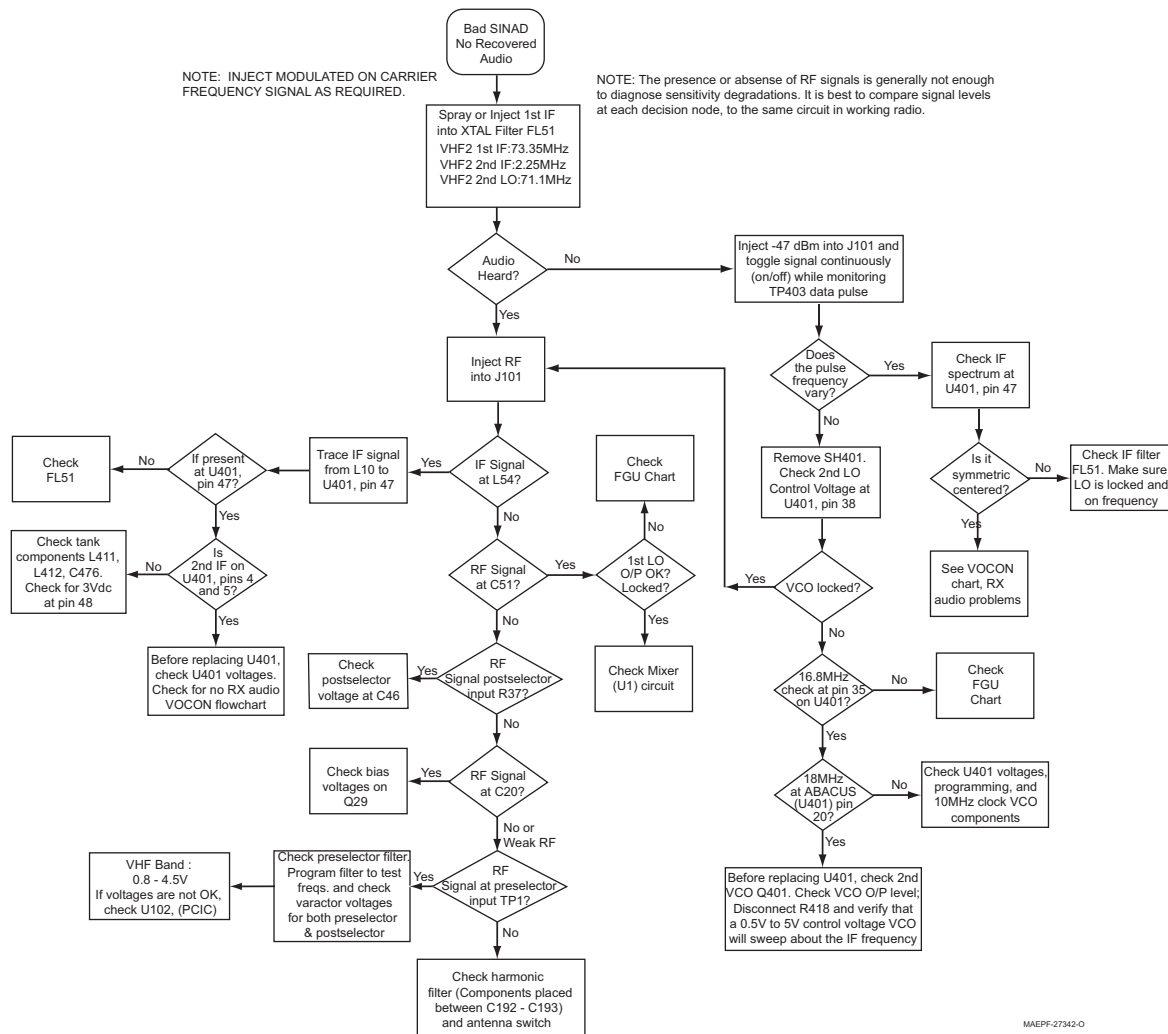 Bad SINAD
No Recovered
Audio
NOTE: INJECT MODULATED ON CARRIER
FREQUENCY SIGNAL AS REQUIRED.
NOTE: The presence or absense of RF signals is generally not enough
to diagnose sensitivity degradations. It is best to compare signal levels
at each decision node, to the same circuit in working radio.
Spray or Inject 1st IF
into XTAL Filter FL51
VHF2 1st IF:73.35MHz
VHF2 2nd IF:2.25MHz
VHF2 2nd LO:71.1MHz
Audio
Heard?
No
Yes
Inject -47 dBm into J101 and
toggle signal continuously
(on/off) while monitoring
TP403 data pulse
Inject RF
into J101
Does
the pulse
frequency
vary?
Yes
No
Check IF
spectrum at
U401, pin 47
Check
FL51
No
If present
at U401,
pin 47?
Yes
Trace IF signal
from L10 to
U401, pin 47
Yes
IF Signal
at L54?
No
Check
FGU Chart
No
Remove SH401.
Check 2nd LO
Control Voltage at
U401, pin 38
Is it
symmetric
centered?
No
Yes
Check IF filter
FL51. Make sure
LO is locked and
on frequency
Check tank
components L411,
L412, C476.
Check for 3Vdc
at pin 48
No
Is
2nd IF on
U401, pins 4
and 5?
Yes
RF Signal
at C51?
Yes
No
1st LO
O/P OK?
Locked?
Yes
Yes
VCO locked?
No
See VOCON
chart, RX
audio problems
Before replacing U401,
check U401 voltages.
Check for no RX audio
VOCON flowchart
Check
postselector
voltage at C46
Yes
RF
Signal postselector
input R37?
No
Check Mixer
(U1) circuit
16.8MHz
check at pin 35
on U401?
No
Yes
Check
FGU
Chart
Check bias
voltages on
Q29
Yes
RF Signal
at C20?
No or
Weak RF
18MHz
at ABACUS
(U401) pin
20?
No
Yes
Check U401 voltages,
programming, and
10MHz clock VCO
components
VHF Band :
0.8 - 4.5V
If voltages are not OK,
check U102, (PCIC)
Check preselector filter.
Program filter to test
freqs. and check
varactor voltages
for both preselector
& postselector
Yes
RF
Signal at preselector
input TP1?
No
Before replacing U401, check 2nd
VCO Q401. Check VCO O/P level;
Disconnect R418 and verify that
a 0.5V to 5V control voltage VCO
will sweep about the IF frequency
Check harmonic
filter (Components placed
between C192 - C193)
and antenna switch
MAEPF-27342-O